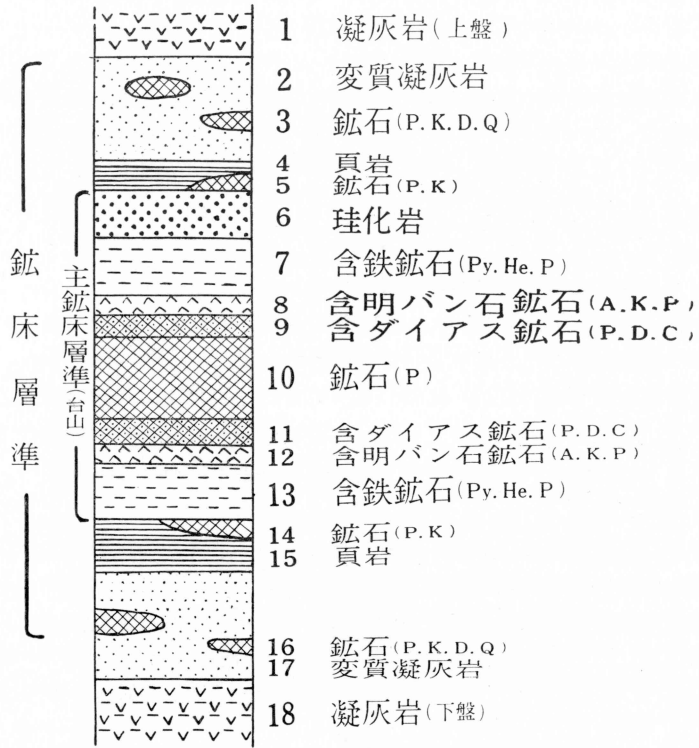 1 凝灰岩(上盤)
2 変質凝灰岩
3 鉱石(P.K.D.Q)
4 頁岩
5 鉱石(P.K)
6 珪化岩
7 含鉄鉱石(Py.He.P)
8 含明バン石鉱石(A.K.P)
9 含ダイアス鉱石(P.D.C)
10 鉱石(P)
11 含ダイアス鉱石(P.D.C)
12 含明バン石鉱石(A.K.P)
13 含鉄鉱石(Py.He.P)
14 鉱石(P.K)
15 頁岩
16 鉱石(P.K.D.Q)
17 変質凝灰岩
18 凝灰岩(下盤)
鉱床層準
主鉱床層準(台山)